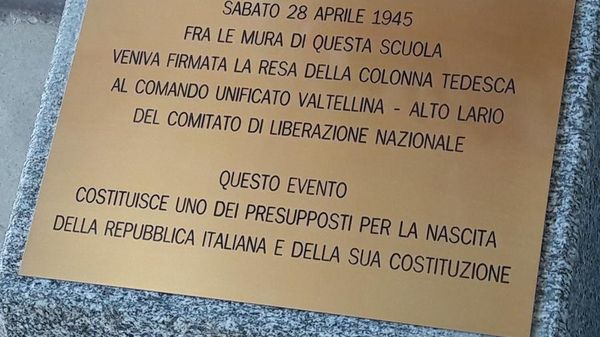 SABATO 28 APRILE 1945
FRA LE MURA DI QUESTA SCUOLA
VENIVA FIRMATA LA RESA DELLA COLONNA TEDESCA
AL COMANDO UNIFICATO VALTELLINA - ALTO LARIO
DEL COMITATO DI LIBERAZIONE NAZIONALE
QUESTO EVENTO
COSTITUISCE UNO DEI PRESUPPOSTI PER LA NASCITA
DELLA REPUBBLICA ITALIANA E DELLA SUA COSTITUZIONE